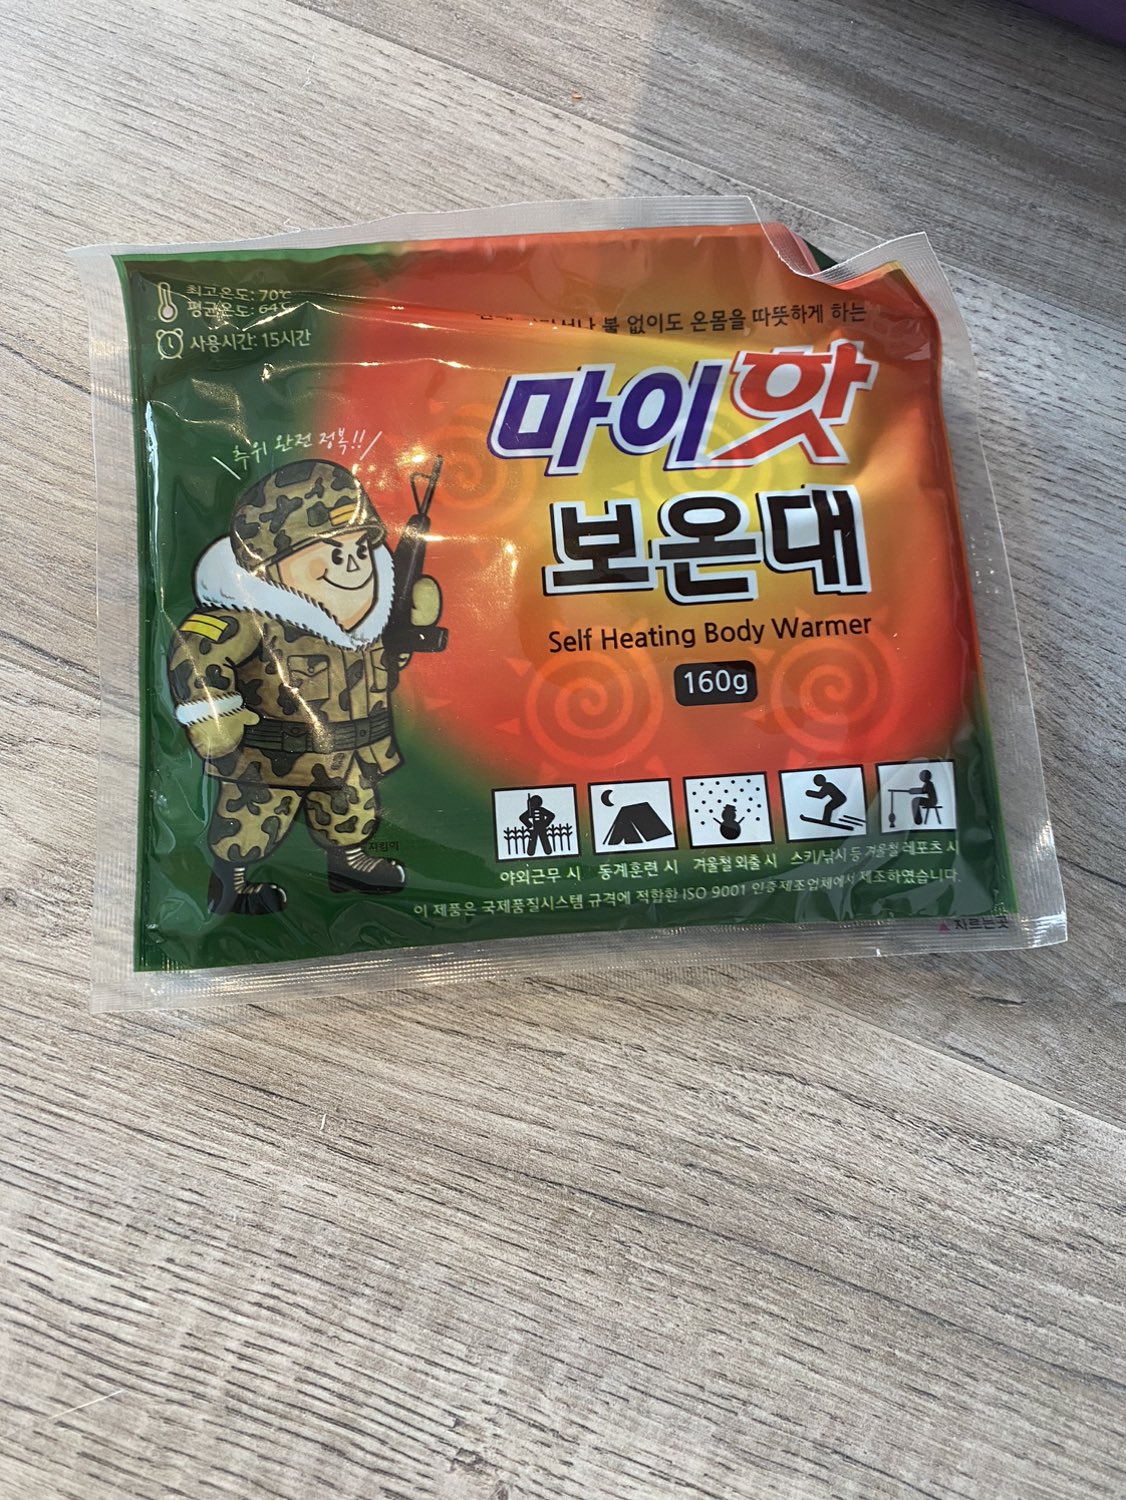 최고온도: 70℃
평균온도: 64℃
사용시간: 15시간
불 없이도 온몸을 따뜻하게 하는
마이핫
보온대
Self Heating Body Warmer
160g
추위 완전 정복!!
야외근무 시 동계훈련 시 겨울철 외출 시 스키/낚시 등 겨울철 레포츠 시
이 제품은 국제품질시스템 규격에 적합한 ISO 9001 인증제조업체에서 제조하였습니다.
▲ 자르는곳